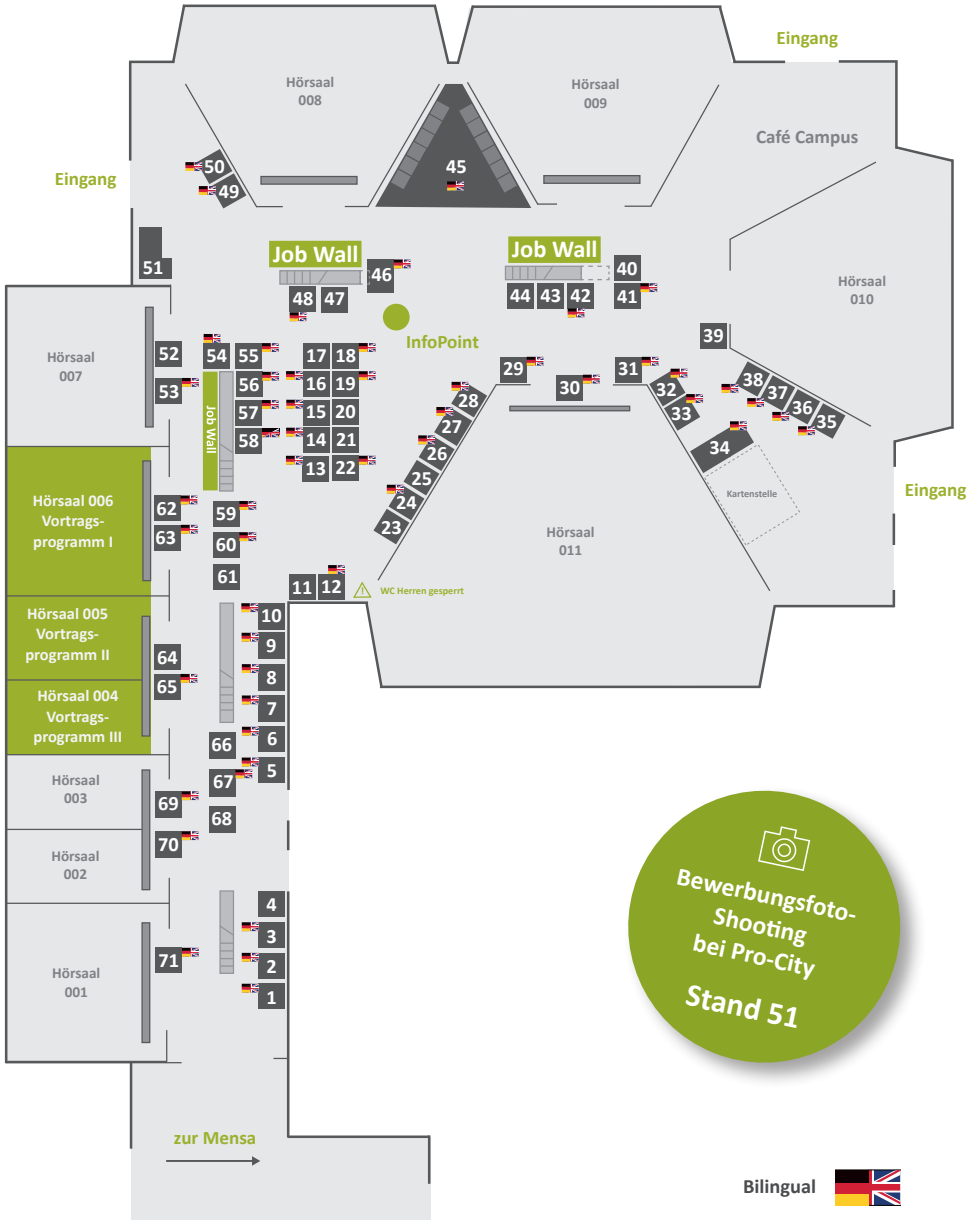 Eingang
Hörsaal
008
Hörsaal
009
Café Campus
50
49
45
Eingang
51
Job Wall
46
48
47
Job Wall
40
44
43
42
41
Hörsaal
010
InfoPoint
39
Hörsaal
007
52
53
54
55
56
57
58
Job Wall
17
18
16
19
15
20
14
21
13
22
29
30
31
28
27
26
25
24
23
32
33
34
38
37
36
35
Kartenstelle
Eingang
Hörsaal
011
Hörsaal 006
Vortrags-
programm I
62
63
59
60
61
11
12
WC Herren gesperrt
Hörsaal 005
Vortrags-
programm II
64
65
Hörsaal 004
Vortrags-
programm III
10
9
8
7
6
5
66
67
68
Hörsaal
003
69
70
Hörsaal
002
4
3
2
1
71
Hörsaal
001
Bewerbungsfoto-
Shooting
bei Pro-City
Stand 51
zur Mensa
Bilingual